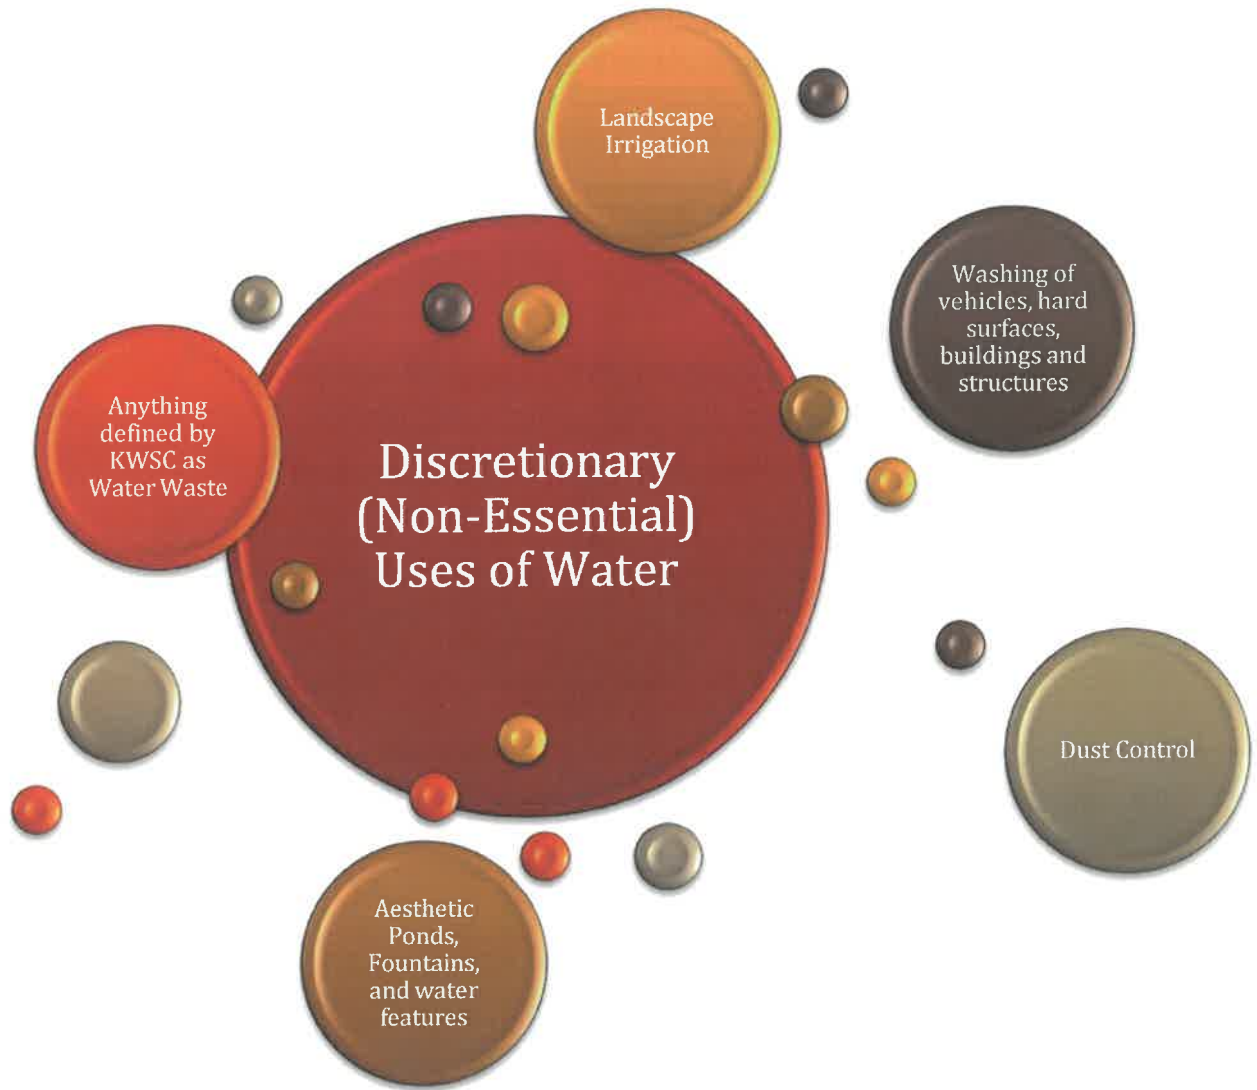 Landscape
Irrigation
Washing of
vehicles, hard
surfaces,
buildings and
structures
Anything
defined by
KWSC as
Water Waste
Discretionary
(Non-Essential)
Uses of Water
Dust Control
Aesthetic
Ponds,
Fountains,
and water
features